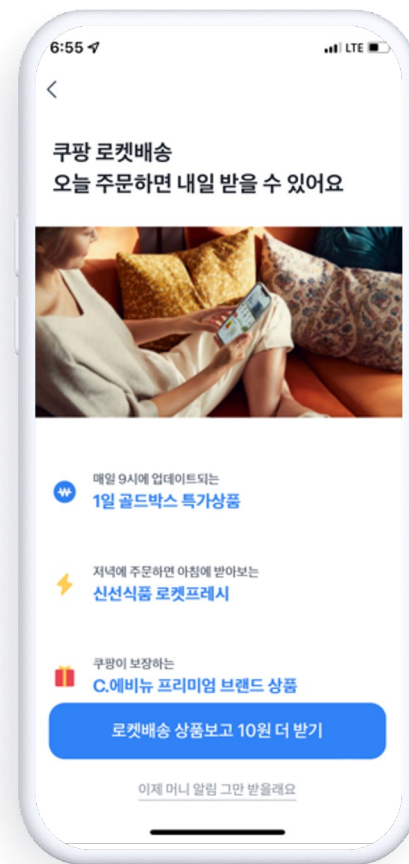 6:55
LTE
쿠팡 로켓배송
오늘 주문하면 내일 받을 수 있어요
매일 9시에 업데이트되는
1일 골드박스 특가상품
저녁에 주문하면 아침에 받아보는
신선식품 로켓프레시
쿠팡이 보장하는
C.에비뉴 프리미엄 브랜드 상품
로켓배송 상품보고 10원 더 받기
이제 머니 알림 그만 받을래요